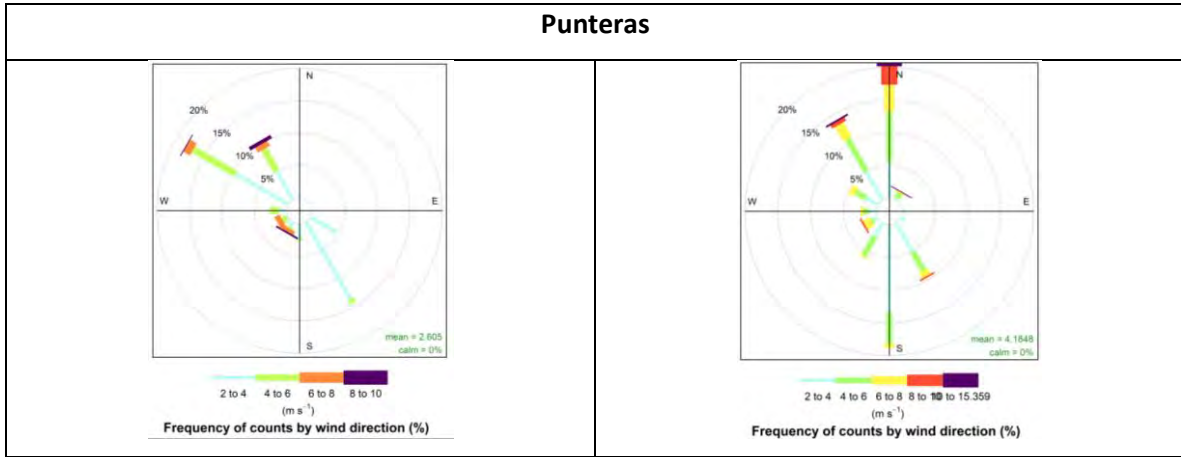 Punteras
N
20%
15%
10%
5%
W
E
S
mean = 2.605
calm = 0%
2 to 4
4 to 6
6 to 8
8 to 10
(m s⁻¹)
Frequency of counts by wind direction (%)
N
20%
15%
10%
5%
W
E
S
mean = 4.1848
calm = 0%
2 to 4
4 to 6
6 to 8
8 to 10
10 to 15.359
(m s⁻¹)
Frequency of counts by wind direction (%)